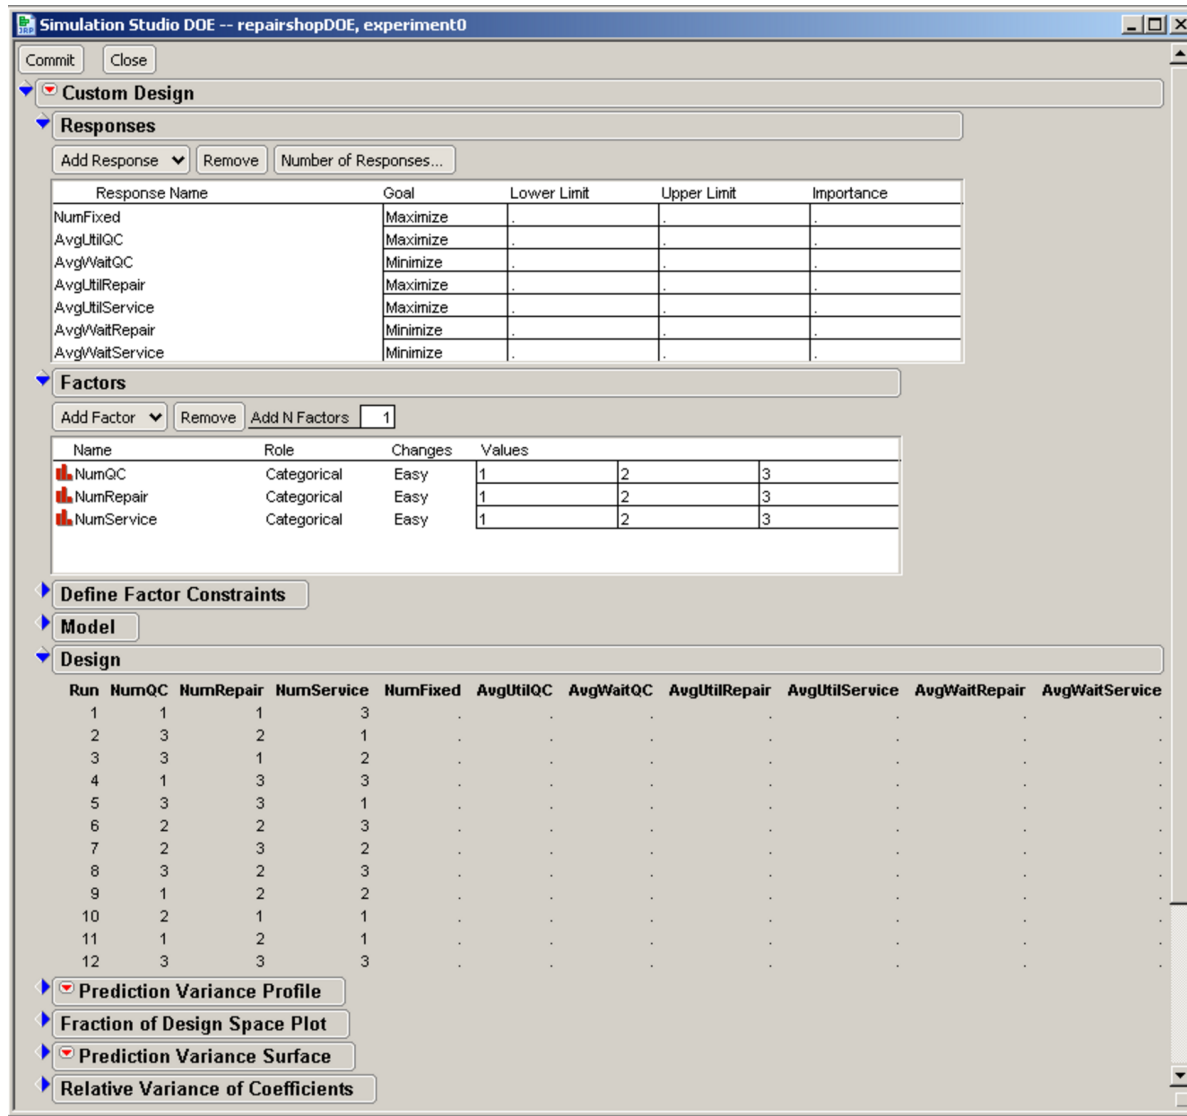 Simulation Studio DOE -- repairshopDOE, experiment0
Commit Close
Custom Design
Responses
Add Response Remove Number of Responses...
Response Name Goal Lower Limit Upper Limit Importance
NumFixed Maximize . . .
AvgUtilQC Maximize . . .
AvgWaitQC Minimize . . .
AvgUtilRepair Maximize . . .
AvgUtilService Maximize . . .
AvgWaitRepair Minimize . . .
AvgWaitService Minimize . . .
Factors
Add Factor Remove Add N Factors 1
Name Role Changes Values
NumQC Categorical Easy 1 2 3
NumRepair Categorical Easy 1 2 3
NumService Categorical Easy 1 2 3
Define Factor Constraints
Model
Design
Run NumQC NumRepair NumService NumFixed AvgUtilQC AvgWaitQC AvgUtilRepair AvgUtilService AvgWaitRepair AvgWaitService
1 1 1 3 . . . . . . .
2 3 2 1 . . . . . . .
3 3 1 2 . . . . . . .
4 1 3 3 . . . . . . .
5 3 3 1 . . . . . . .
6 2 2 3 . . . . . . .
7 2 3 2 . . . . . . .
8 3 2 3 . . . . . . .
9 1 2 2 . . . . . . .
10 2 1 1 . . . . . . .
11 1 2 1 . . . . . . .
12 3 3 3 . . . . . . .
Prediction Variance Profile
Fraction of Design Space Plot
Prediction Variance Surface
Relative Variance of Coefficients